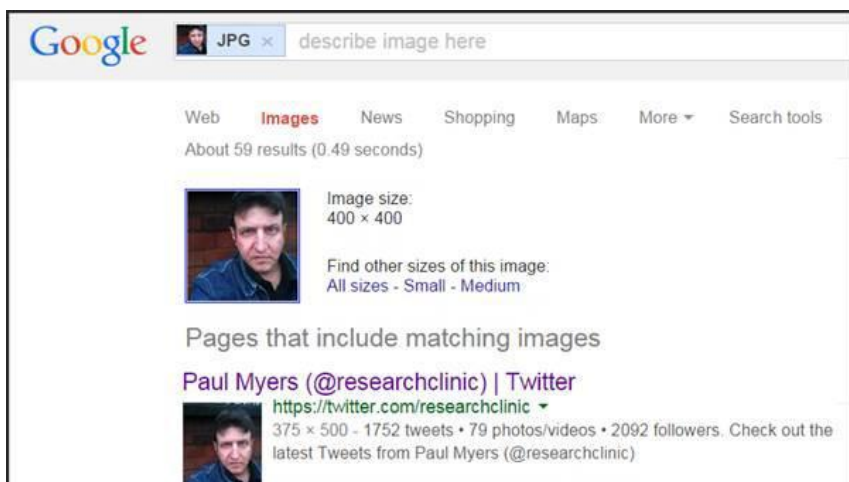 Google JPG × describe image here
Web Images News Shopping Maps More Search tools
About 59 results (0.49 seconds)
Image size:
400 × 400
Find other sizes of this image:
All sizes - Small - Medium
Pages that include matching images
Paul Myers (@researchclinic) | Twitter
https://twitter.com/researchclinic
375 × 500 - 1752 tweets • 79 photos/videos • 2092 followers. Check out the
latest Tweets from Paul Myers (@researchclinic)